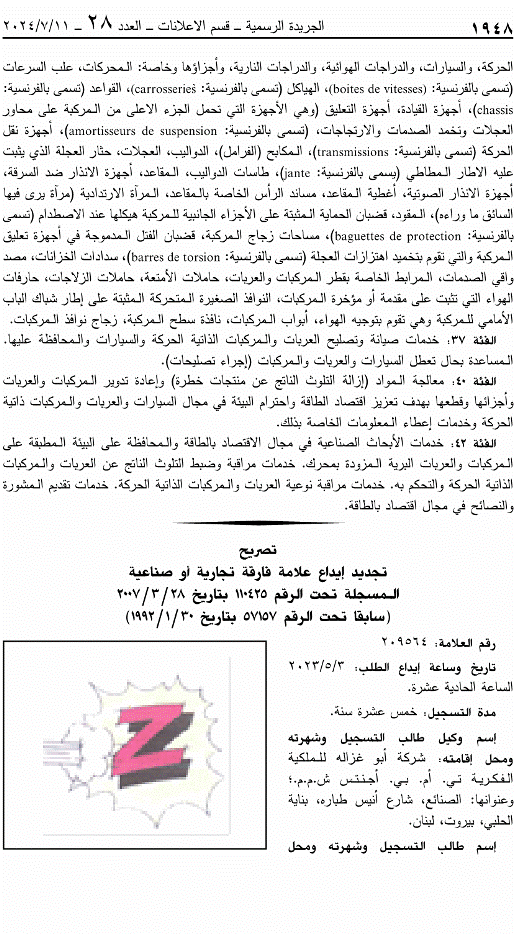 ١٩٤٨ الجريدة الرسمية ــ قسم الاعلانات ــ العدد ٢٨ ــ ٢٠٢٤/٧/١١
الحركة، والسيارات، والدراجات الهوائية، والدراجات النارية، وأجزاؤها وخاصة: المحركات، علب السرعات
(تسمى بالفرنسية: boites de vitesses)، الهياكل (تسمى بالفرنسية: carrosseries)، القواعد (تسمى بالفرنسية:
chassis)، أجهزة القيادة، أجهزة التعليق (وهي الأجهزة التي تحمل الجزء الاعلى من المركبة على محاور
العجلات وتخمد الصدمات والارتجاجات، (تسمى بالفرنسية: amortisseurs de suspension)، أجهزة نقل
الحركة (تسمى بالفرنسية: transmissions)، المكابح (الفرامل)، الدواليب، العجلات، حثار العجلة الذي يثبت
عليه الاطار المطاطي (يسمى بالفرنسية: jante)، طاسات الدواليب، المقاعد، أجهزة الانذار ضد السرقة،
أجهزة الانذار الصوتية، أغطية المقاعد، مساند الرأس الخاصة بالمقاعد، المرآة الارتدادية (مرآة يرى فيها
السائق ما وراءه)، المقود، قضبان الحماية المثبتة على الأجزاء الجانبية للمركبة هيكلها عند الاصطدام (تسمى
بالفرنسية: baguettes de protection)، مساحات زجاج المركبة، قضبان الفتل المدموجة في أجهزة تعليق
المركبة والتي تقوم بتخميد اهتزازات العجلة (تسمى بالفرنسية: barres de torsion)، سدادات الخزانات، مصد
واقي الصدمات، المرابط الخاصة بقطر المركبات والعربات، حاملات الأمتعة، حاملات الزلاجات، حارفات
الهواء التي تثبت على مقدمة أو مؤخرة المركبات، النوافذ الصغيرة المتحركة المثبتة على إطار شباك الباب
الأمامي للمركبة وهي تقوم بتوجيه الهواء، أبواب المركبات، نافذة سطح المركبة، زجاج نوافذ المركبات.
الفئة ٣٧: خدمات صيانة وتصليح العربات والمركبات الذاتية الحركة والسيارات والمحافظة عليها.
المساعدة بحال تعطل السيارات والعربات والمركبات (إجراء تصليحات).
الفئة ٤٠: معالجة المواد (إزالة التلوث الناتج عن منتجات خطرة) وإعادة تدوير المركبات والعربات
وأجزائها وقطعها بهدف تعزيز اقتصاد الطاقة واحترام البيئة في مجال السيارات والعربات والمركبات ذاتية
الحركة وخدمات إعطاء المعلومات الخاصة بذلك.
الفئة ٤٢: خدمات الأبحاث الصناعية في مجال الاقتصاد بالطاقة والمحافظة على البيئة المطبقة على
المركبات والعربات البرية المزودة بمحرك. خدمات مراقبة وضبط التلوث الناتج عن العربات والمركبات
الذاتية الحركة والتحكم به. خدمات مراقبة نوعية العربات والمركبات الذاتية الحركة. خدمات تقديم المشورة
والنصائح في مجال اقتصاد بالطاقة.
تصريح
تجديد إيداع علامة فارقة تجارية أو صناعية
المسجلة تحت الرقم ١١٠٤٢٥ بتاريخ ٢٠٠٧/٣/٢٨
(سابقا تحت الرقم ٥٧١٥٧ بتاريخ ١٩٩٢/١/٣٠)
رقم العلامة: ٢٠٩٥٦٤
تاريخ وساعة إيداع الطلب: ٢٠٢٣/٥/٣
الساعة الحادية عشرة.
مدة التسجيل: خمس عشرة سنة.
إسم وكيل طالب التسجيل وشهرته
ومحل إقامته: شركة أبو غزاله للملكية
الفكرية تي. أم. بي. أجنتس ش.م.م.؛
وعنوانها: الصنائع، شارع أنيس طباره، بناية
الحلبي، بيروت، لبنان.
إسم طالب التسجيل وشهرته ومحل
Z